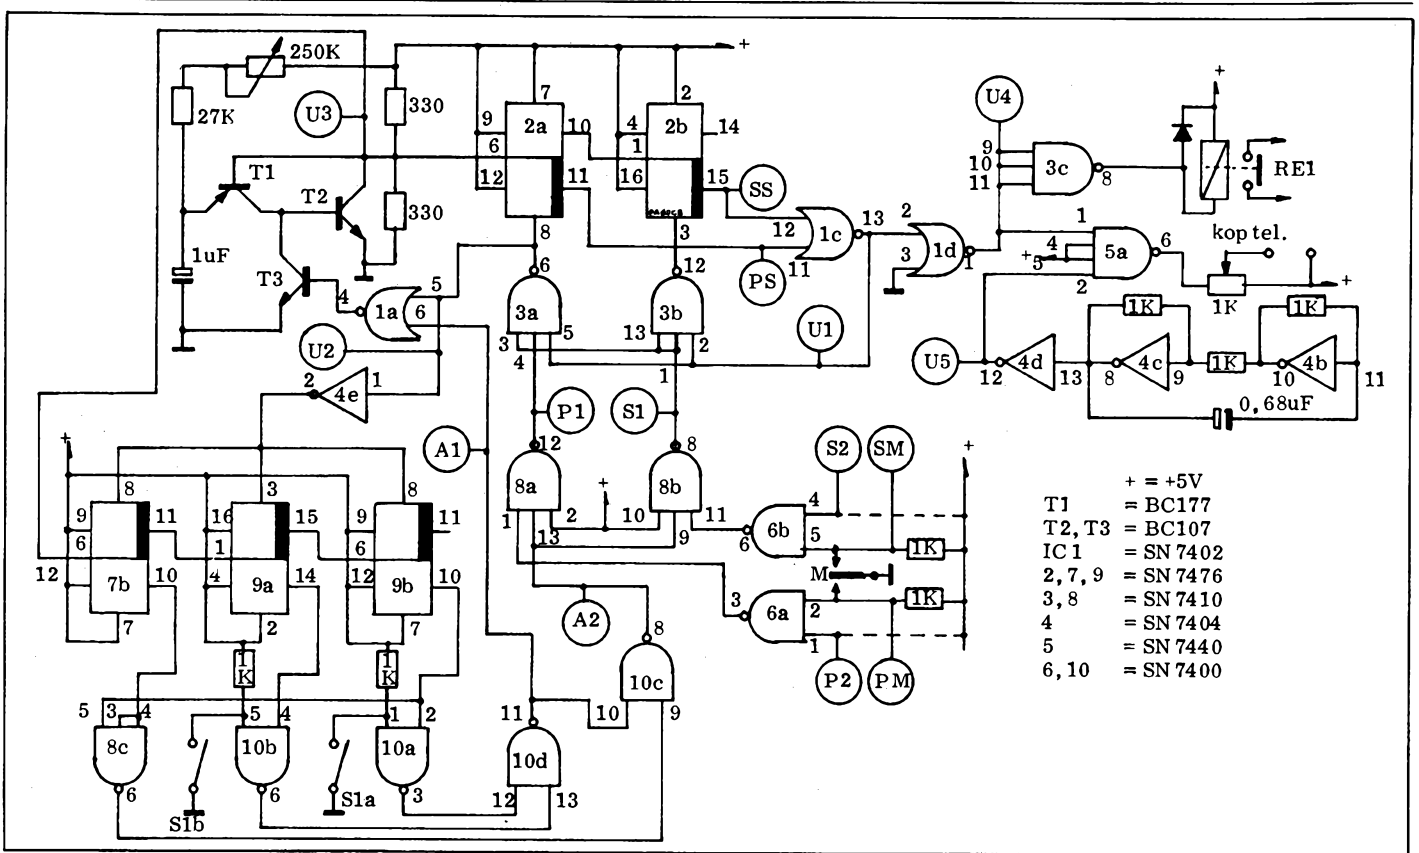 250K
+
+
27K
U3
330
7
2
U4
9
2a
10
4
2b
14
9
6
1
10
3c
8
RE1
12
11
16
15
SS
11
T1
T2
330
8
3
12
1c
13
2
1d
1
3
1
4
+5
5a
6
2
kop tel.
+
1K
1uF
T3
5
4
1a
6
6
3a
5
12
3b
11
PS
U1
U2
3
4
13
2
1
U5
12
4d
13
1K
8
4c
9
1K
1K
10
4b
11
0,68uF
2
4e
1
P1
S1
A1
+
12
8
S2
SM
+
8a
+
8b
4
1
2
10
11
6b
6
5
1K
13
9
M
8
3
8
9
11
16
15
9
11
6
1
6
12
7b
10
4
9a
14
12
9b
10
7
2
7
3
6a
2
1K
1
A2
P2
PM
8
10c
10
9
1K
1K
5
3
4
5
4
1
2
11
8c
10b
10a
10d
6
6
3
12
13
S1b
S1a
+ = +5V
T1 = BC177
T2, T3 = BC107
IC 1 = SN 7402
2, 7, 9 = SN 7476
3, 8 = SN 7410
4 = SN 7404
5 = SN 7440
6, 10 = SN 7400